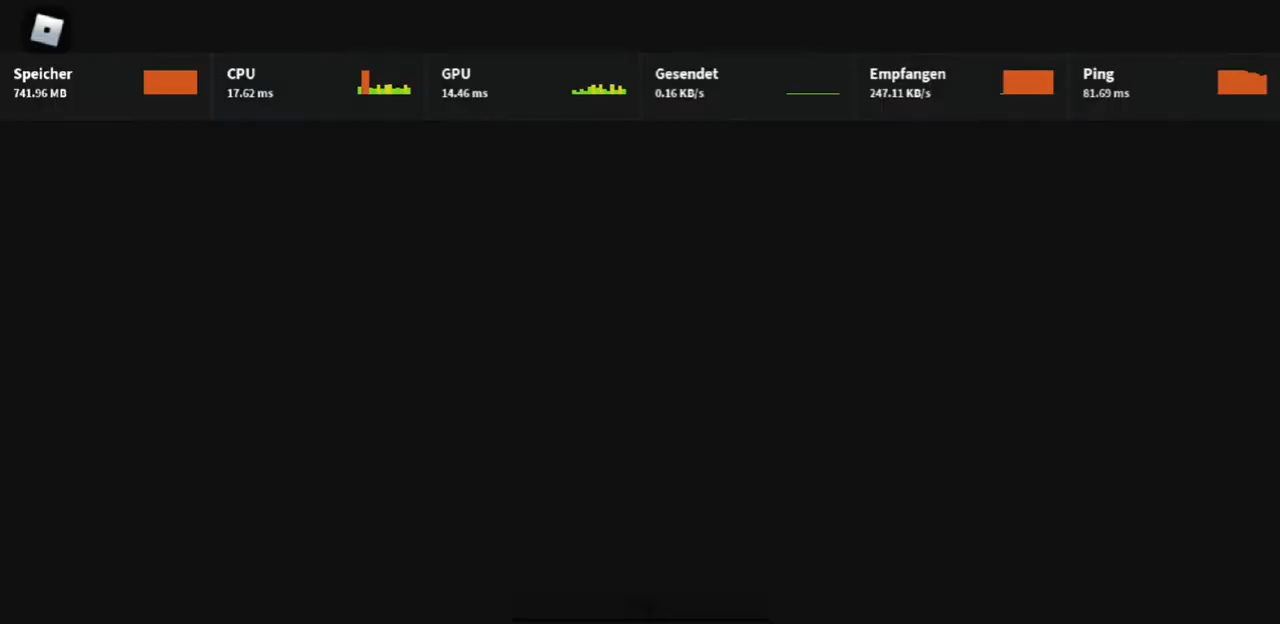 Speicher
741.96 MB
CPU
17.62 ms
GPU
14.46 ms
Gesendet
0.16 KB/s
Empfangen
247.11 KB/s
Ping
81.69 ms